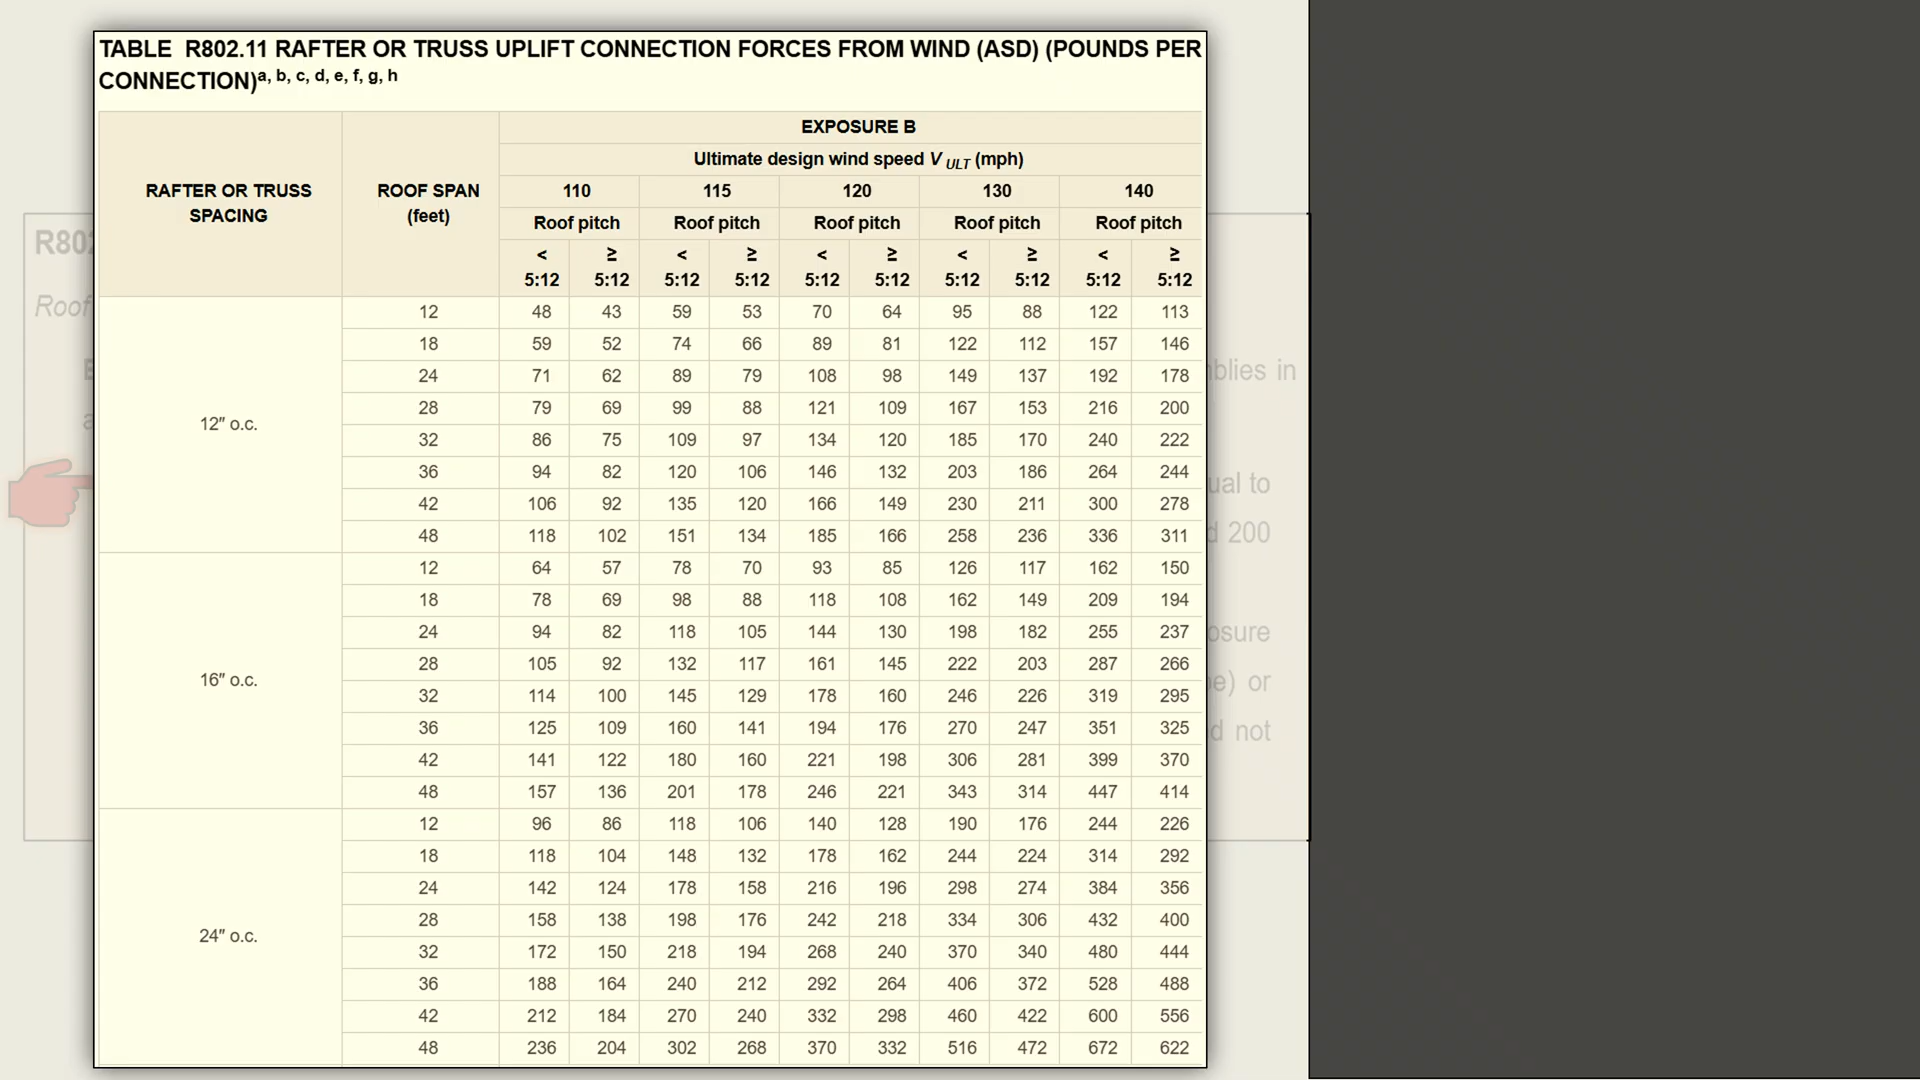 TABLE R802.11 RAFTER OR TRUSS UPLIFT CONNECTION FORCES FROM WIND (ASD) (POUNDS PER
CONNECTION)a, b, c, d, e, f, g, h
RAFTER OR TRUSS
SPACING
ROOF SPAN
(feet)
EXPOSURE B
Ultimate design wind speed V ULT (mph)
110 115 120 130 140
Roof pitch Roof pitch Roof pitch Roof pitch Roof pitch
< ≥ < ≥ < ≥ < ≥ < ≥
5:12 5:12 5:12 5:12 5:12 5:12 5:12 5:12 5:12 5:12
12″ o.c.
12 48 43 59 53 70 64 95 88 122 113
18 59 52 74 66 89 81 122 112 157 146
24 71 62 89 79 108 98 149 137 192 178
28 79 69 99 88 121 109 167 153 216 200
32 86 75 109 97 134 120 185 170 240 222
36 94 82 120 106 146 132 203 186 264 244
42 106 92 135 120 166 149 230 211 300 278
48 118 102 151 134 185 166 258 236 336 311
16″ o.c.
12 64 57 78 70 93 85 126 117 162 150
18 78 69 98 88 118 108 162 149 209 194
24 94 82 118 105 144 130 198 182 255 237
28 105 92 132 117 161 145 222 203 287 266
32 114 100 145 129 178 160 246 226 319 295
36 125 109 160 141 194 176 270 247 351 325
42 141 122 180 160 221 198 306 281 399 370
48 157 136 201 178 246 221 343 314 447 414
24″ o.c.
12 96 86 118 106 140 128 190 176 244 226
18 118 104 148 132 178 162 244 224 314 292
24 142 124 178 158 216 196 298 274 384 356
28 158 138 198 176 242 218 334 306 432 400
32 172 150 218 194 268 240 370 340 480 444
36 188 164 240 212 292 264 406 372 528 488
42 212 184 270 240 332 298 460 422 600 556
48 236 204 302 268 370 332 516 472 672 622
R802
Roof
in
to
200
or
not